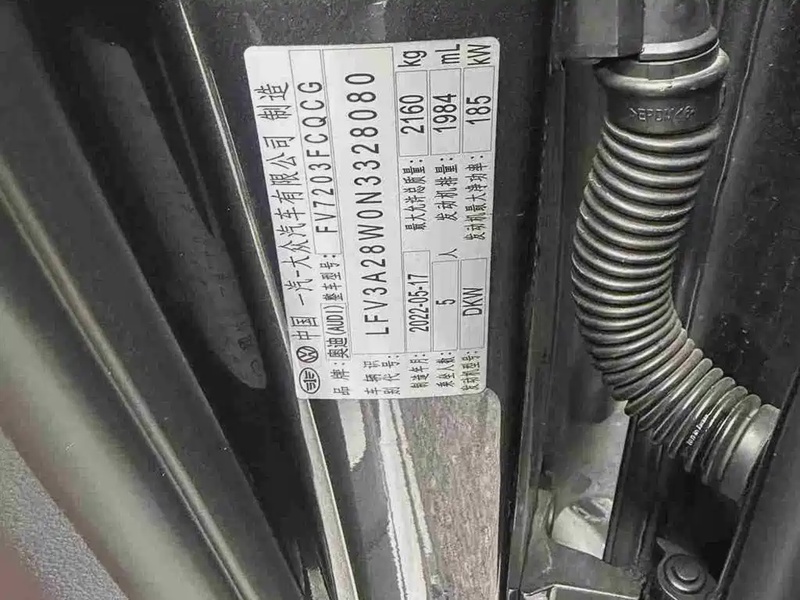 中国一汽-大众汽车有限公司 制造
品牌:奥迪(AUDI) 整车型号: FV7203FCQCG
车辆识别代号: LFV3A28W0N3328080
制造年月: 2022-05-17 最大允许总质量: 2160 kg
乘坐人数: 5 人 发动机排量: 1984 mL
发动机型号: DKW 发动机最大净功率: 185 kW